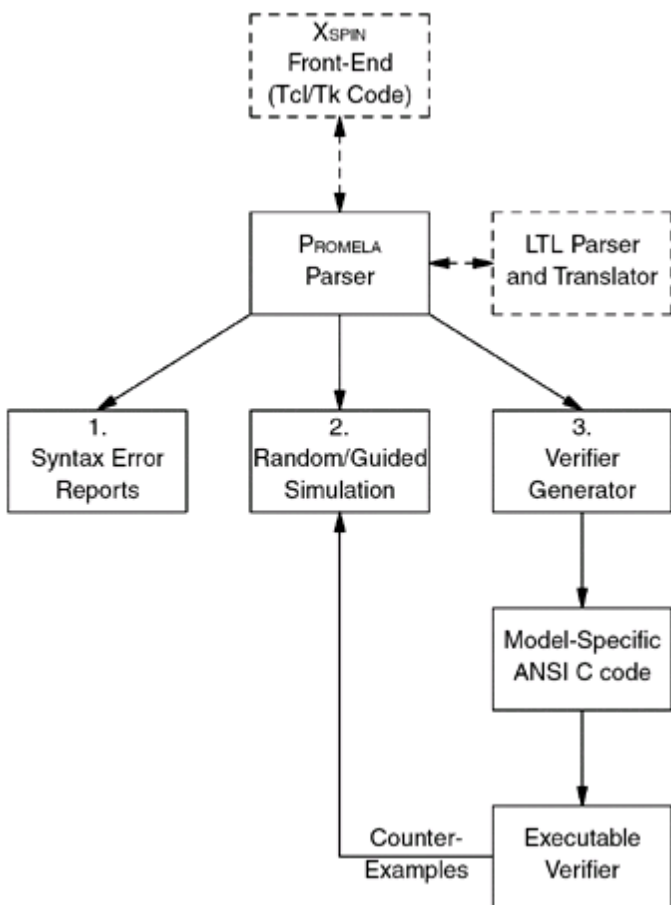 XSPIN
Front-End
(Tcl/Tk Code)
PROMELA
Parser
LTL Parser
and Translator
1.
Syntax Error
Reports
2.
Random/Guided
Simulation
3.
Verifier
Generator
Model-Specific
ANSI C code
Counter-
Examples
Executable
Verifier